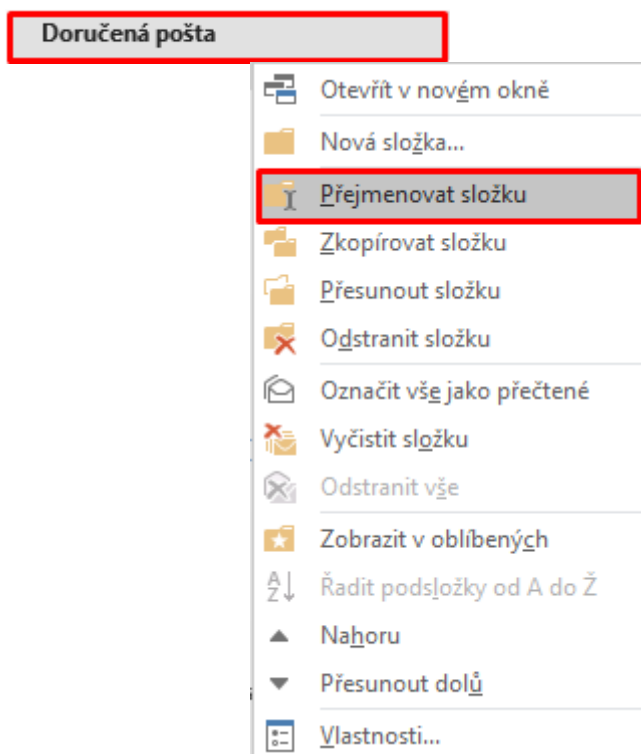 Doručená pošta
Otevřít v novém okně
Nová složka...
Přejmenovat složku
Zkopírovat složku
Přesunout složku
Odstranit složku
Označit vše jako přečtené
Vyčistit složku
Odstranit vše
Zobrazit v oblíbených
Řadit podsložky od A do Ž
Nahoru
Přesunout dolů
Vlastnosti...